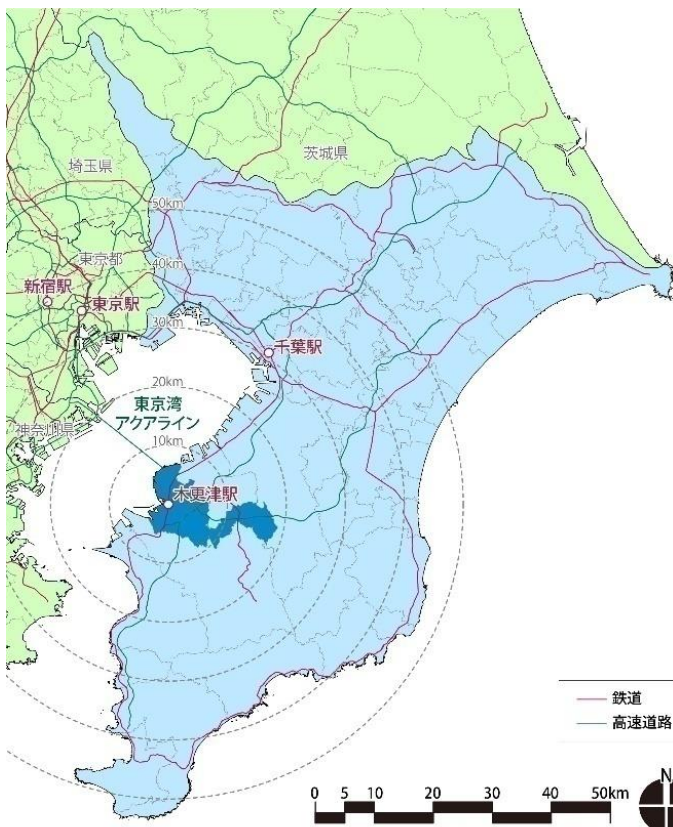 茨城県
埼玉県
50km
東京都
40km
新宿駅
東京駅
30km
千葉駅
20km
東京湾
アクアライン
神奈川県
10km
木更津駅
鉄道
高速道路
N
0 5 10 20 30 40 50km